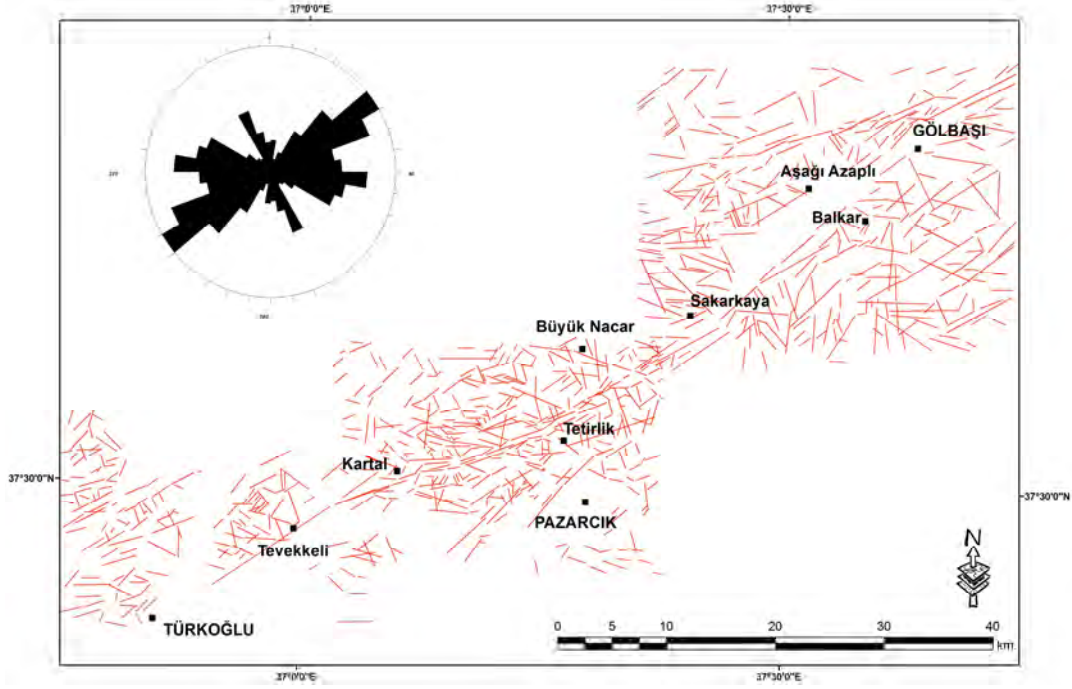 37°0'0"E 37°30'0"E
GÖLBAŞI
Aşağı Azaplı
Balkar
Sakarkaya
Büyük Nacar
Tetirlik
Kartal
37°30'0"N 37°30'0"N
PAZARCIK
Tevekkeli
N
TÜRKOĞLU
0 5 10 20 30 40
km
37°0'0"E 37°30'0"E